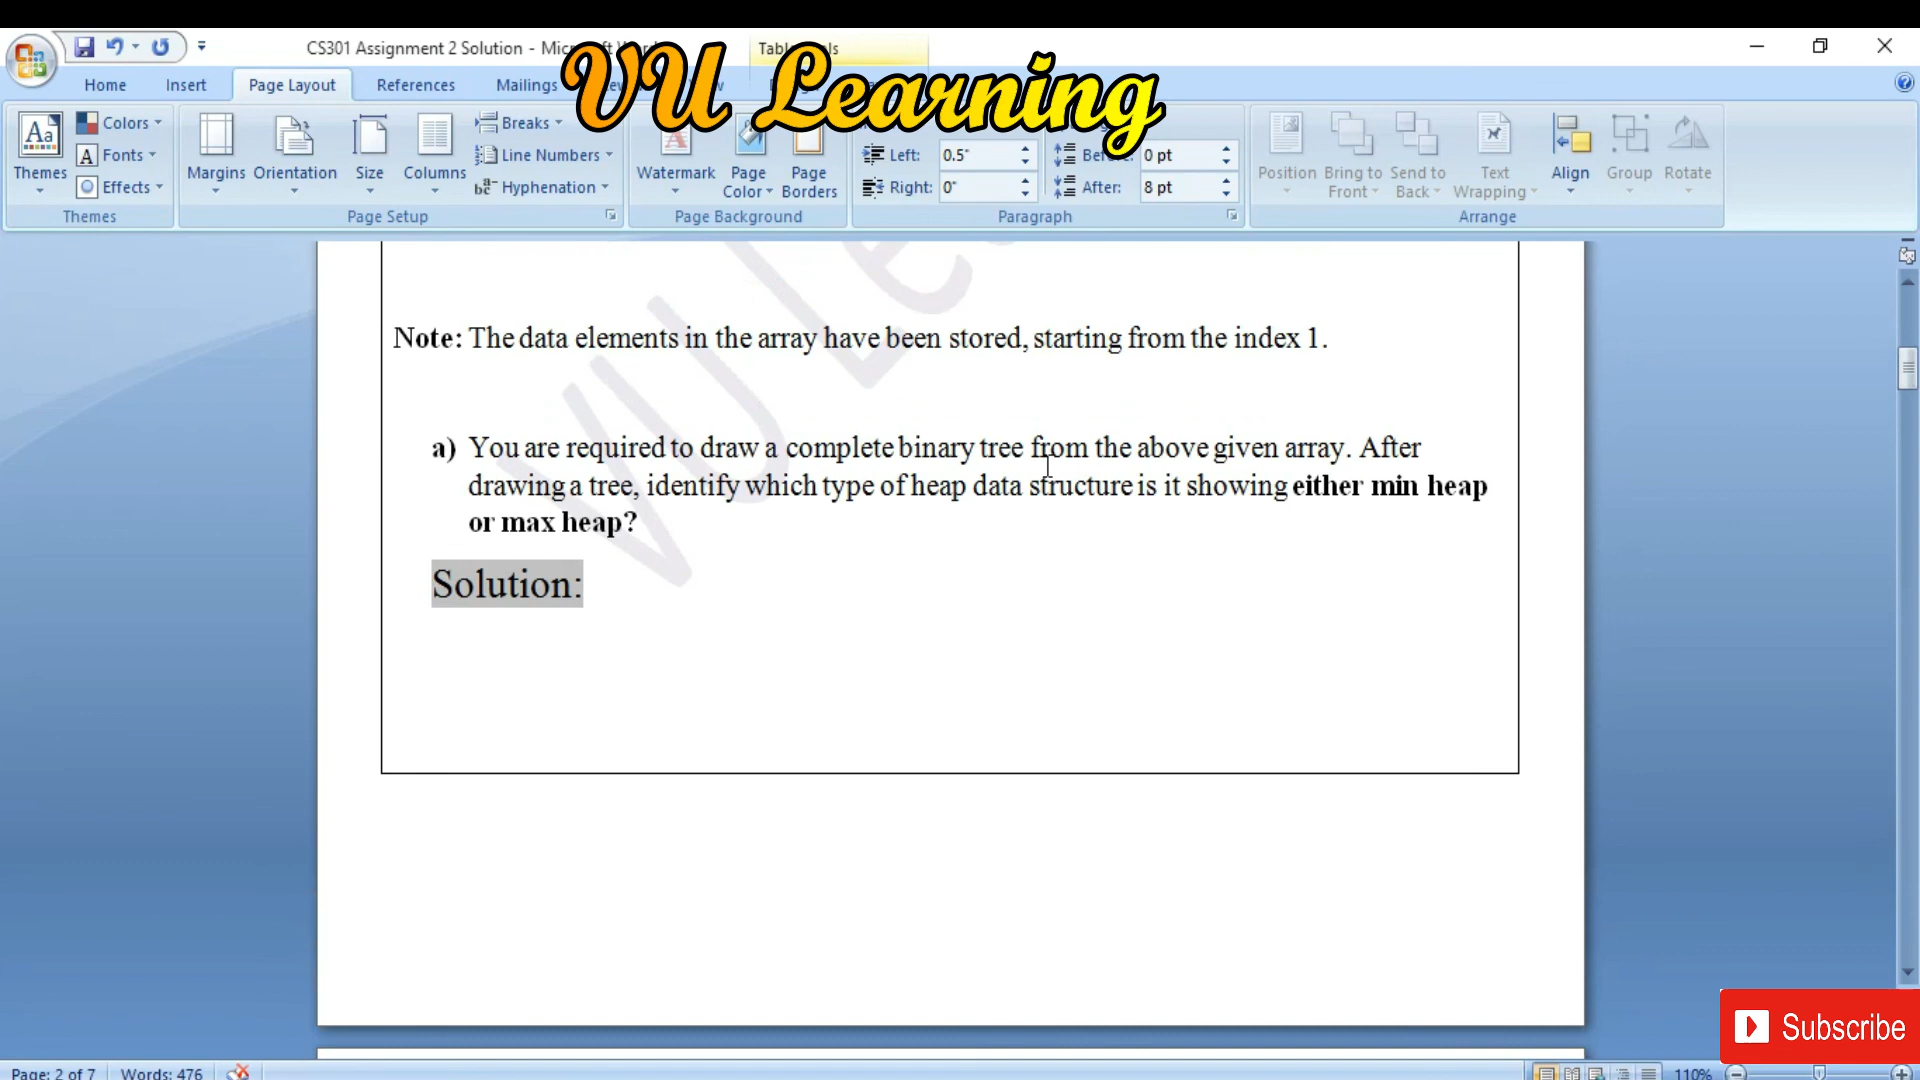 CS301 Assignment 2 Solution - Mic
VU Learning
Home
Insert
Page Layout
References
Mailings
Themes
Colors
Fonts
Effects
Themes
Margins
Orientation
Size
Columns
Breaks
Line Numbers
Hyphenation
Page Setup
Watermark
Page Color
Page Borders
Page Background
Left: 0.5"
Right: 0"
Before: 0 pt
After: 8 pt
Paragraph
Position
Bring to Front
Send to Back
Text Wrapping
Align
Group
Rotate
Arrange
Note: The data elements in the array have been stored, starting from the index 1.
a) You are required to draw a complete binary tree from the above given array. After
drawing a tree, identify which type of heap data structure is it showing either min heap
or max heap?
Solution:
VU Le
Subscribe
Page: 2 of 7
Words: 476
110%